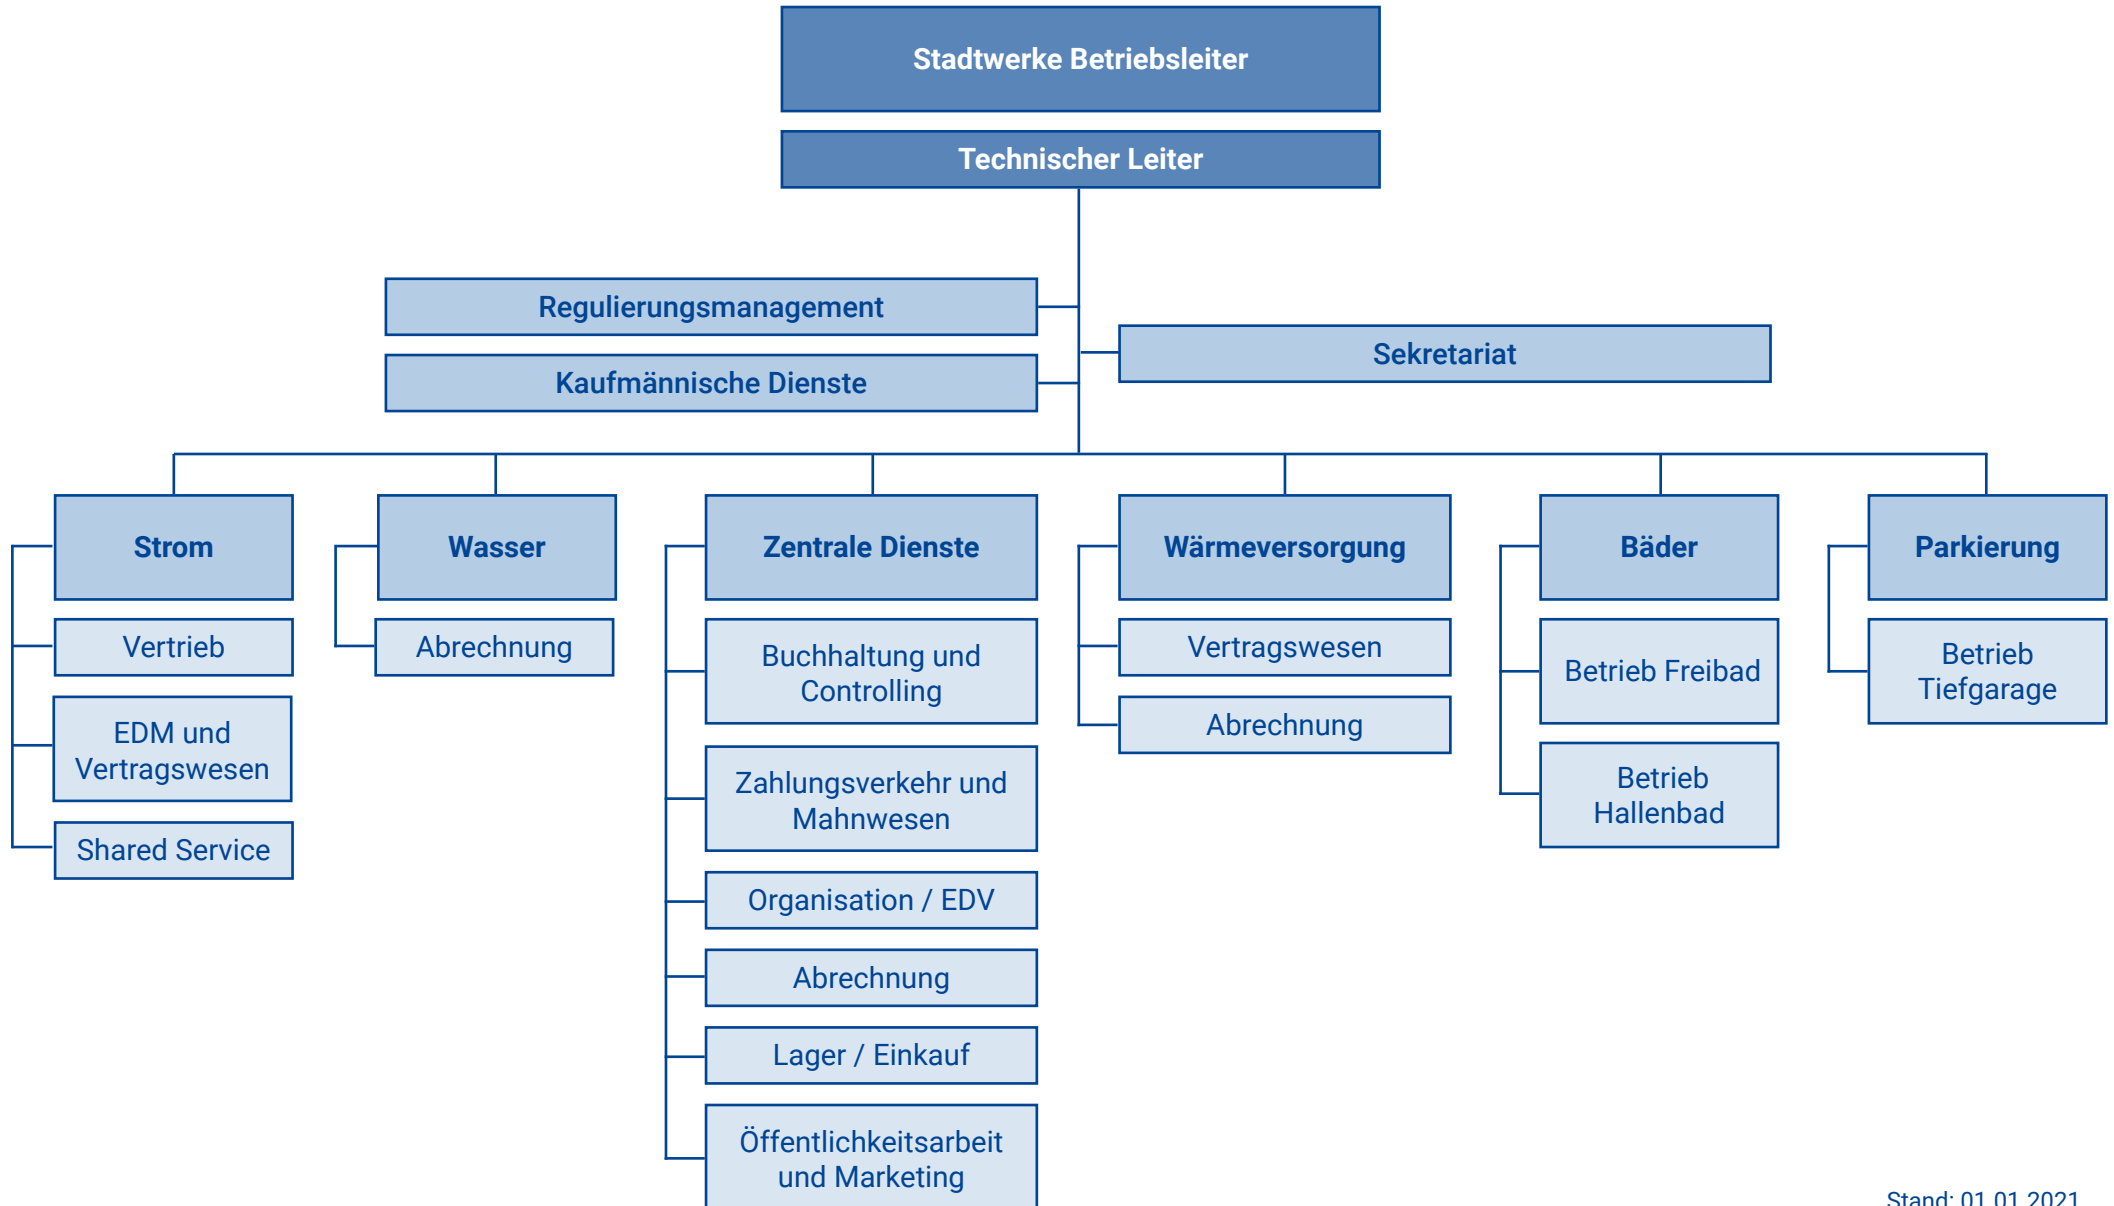 Stadtwerke Betriebsleiter
Technischer Leiter
Regulierungsmanagement
Sekretariat
Kaufmännische Dienste
Strom
Vertrieb
EDM und
Vertragswesen
Shared Service
Wasser
Abrechnung
Zentrale Dienste
Buchhaltung und
Controlling
Zahlungsverkehr und
Mahnwesen
Organisation / EDV
Abrechnung
Lager / Einkauf
Öffentlichkeitsarbeit
und Marketing
Wärmeversorgung
Vertragswesen
Abrechnung
Bäder
Betrieb Freibad
Betrieb
Hallenbad
Parkierung
Betrieb
Tiefgarage
Stand: 01.01.2021